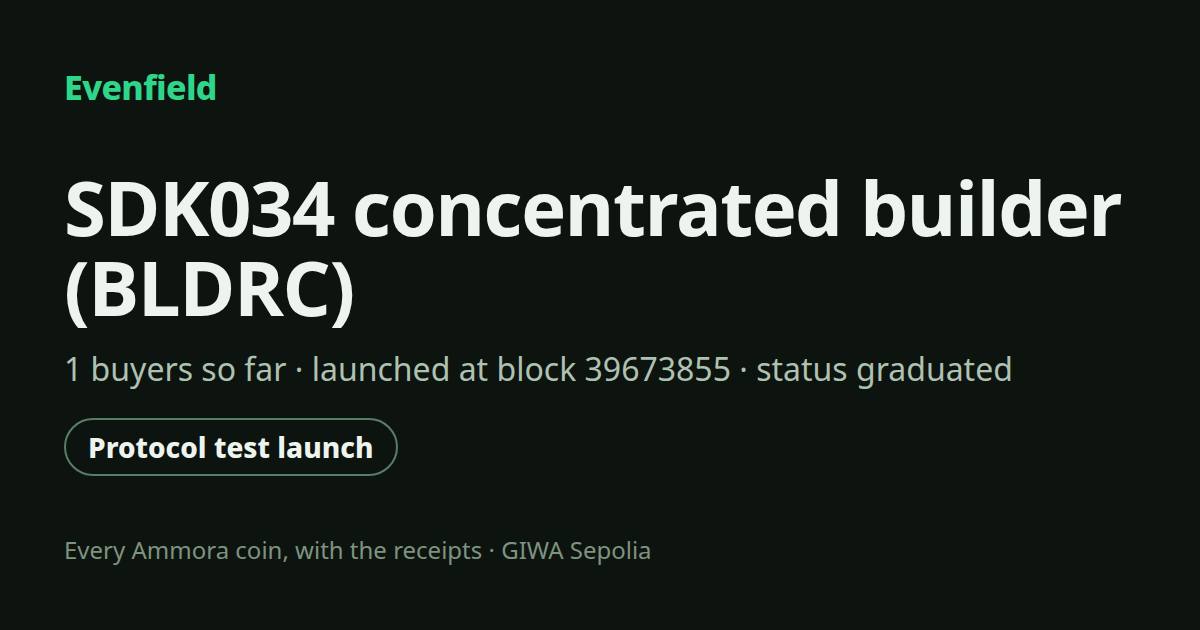 Evenfield
SDK034 concentrated builder
(BLDRC)
1 buyers so far · launched at block 39673855 · status graduated
Protocol test launch
Every Ammora coin, with the receipts · GIWA Sepolia